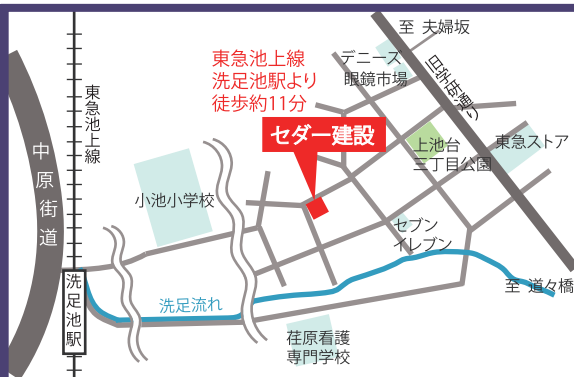 至 夫婦坂
デニーズ
眼鏡市場
旧学研通り
東急池上線
洗足池駅より
徒歩約11分
東急池上線
セダー建設
上池台
三丁目公園
東急ストア
中原街道
小池小学校
セブン
イレブン
至 道々橋
洗足池駅
洗足流れ
荏原看護
専門学校